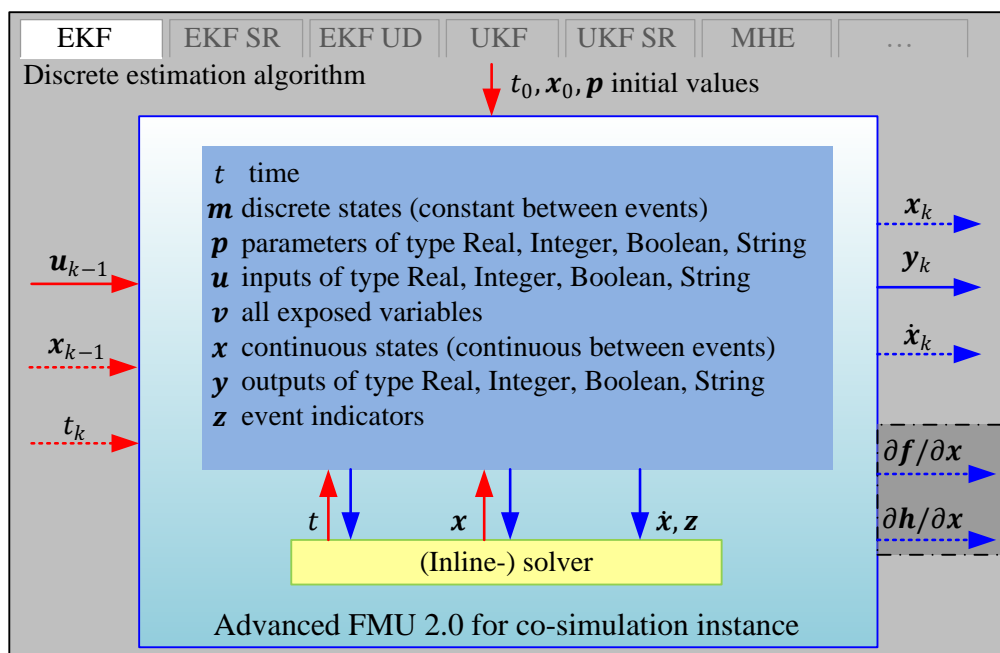 EKF EKF SR EKF UD UKF UKF SR MHE …
Discrete estimation algorithm
t₀, x₀, p initial values
t time
m discrete states (constant between events)
p parameters of type Real, Integer, Boolean, String
u inputs of type Real, Integer, Boolean, String
v all exposed variables
x continuous states (continuous between events)
y outputs of type Real, Integer, Boolean, String
z event indicators
uₖ₋₁
xₖ₋₁
tₖ
xₖ
yₖ
ẋₖ
∂f/∂x
∂h/∂x
t
x
ẋ, z
(Inline-) solver
Advanced FMU 2.0 for co-simulation instance